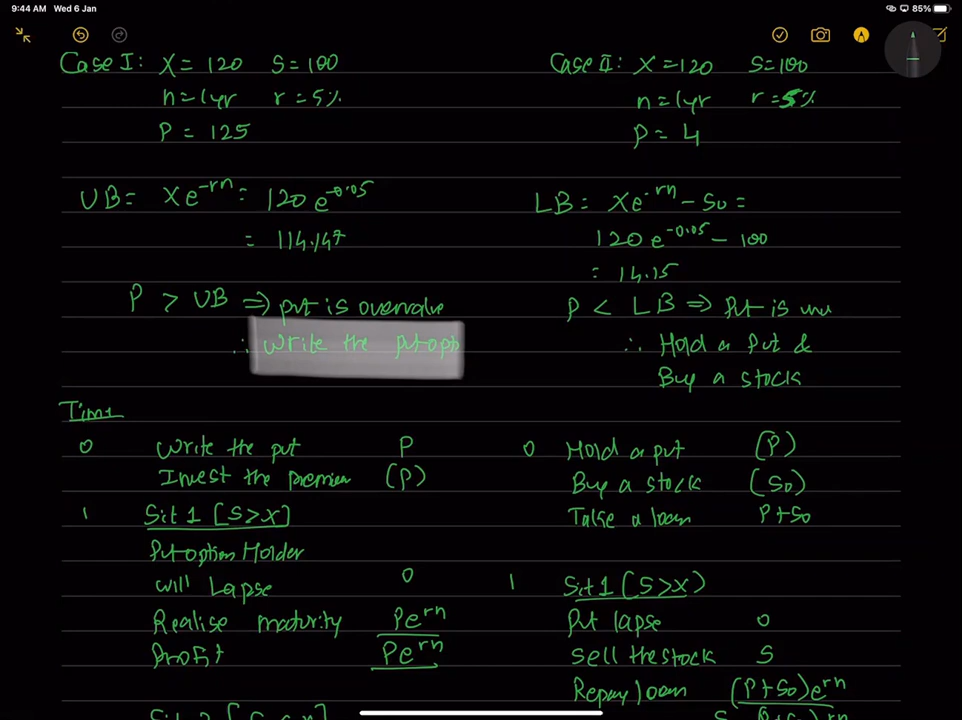 9:44 AM Wed 6 Jan
85%
Case I: X = 120 S = 100
n = 1yr r = 5%
P = 125
UB = Xe^-rn = 120 e^-0.05
= 114.147
P > UB => put is overvalue
∴ Write the put opti
Time
0 Write the put P
Invest the premium (P)
1 Sit 1 [S>X]
Put option Holder
will Lapse 0
Realise maturity Pe^rn
Profit Pe^rn
Case II: X = 120 S = 100
n = 1yr r = 5%
P = 4
LB = Xe^-rn - S0 =
120 e^-0.05 - 100
= 14.15
P < LB => Put is und
∴ Hold a Put &
Buy a stock
0 Hold a put (P)
Buy a stock (S0)
Take a loan P+S0
1 Sit 1 [S>X)
Put lapse 0
Sell the stock S
Repay loan (P+S0)e^rn